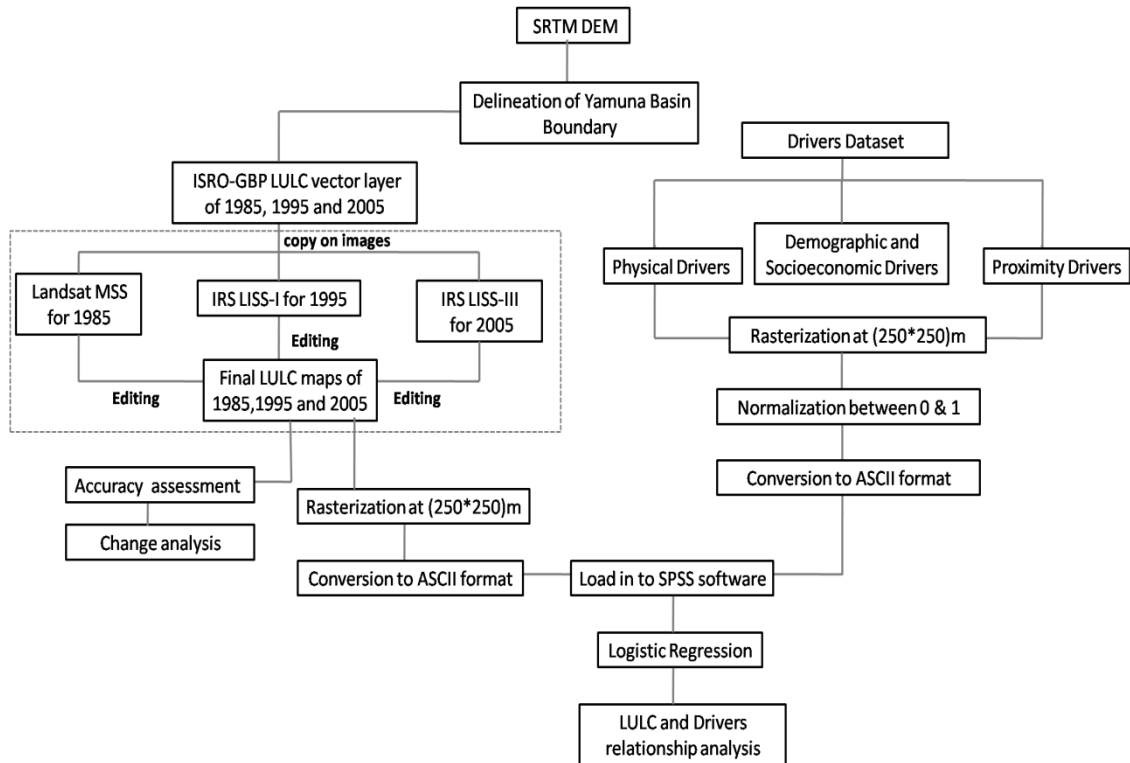 SRTM DEM
Delineation of Yamuna Basin
Boundary
Drivers Dataset
ISRO-GBP LULC vector layer
of 1985, 1995 and 2005
copy on images
Physical Drivers
Demographic and
Socioeconomic Drivers
Proximity Drivers
Landsat MSS
for 1985
IRS LISS-I for 1995
IRS LISS-III
for 2005
Editing
Rasterization at (250*250)m
Editing
Final LULC maps of
1985,1995 and 2005
Editing
Normalization between 0 & 1
Accuracy assessment
Conversion to ASCII format
Rasterization at (250*250)m
Change analysis
Conversion to ASCII format
Load in to SPSS software
Logistic Regression
LULC and Drivers
relationship analysis